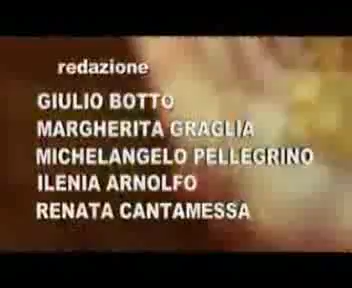 redazione
GIULIO BOTTO
MARGHERITA GRAGLIA
MICHELANGELO PELLEGRINO
ILENIA ARNOLFO
RENATA CANTAMESSA